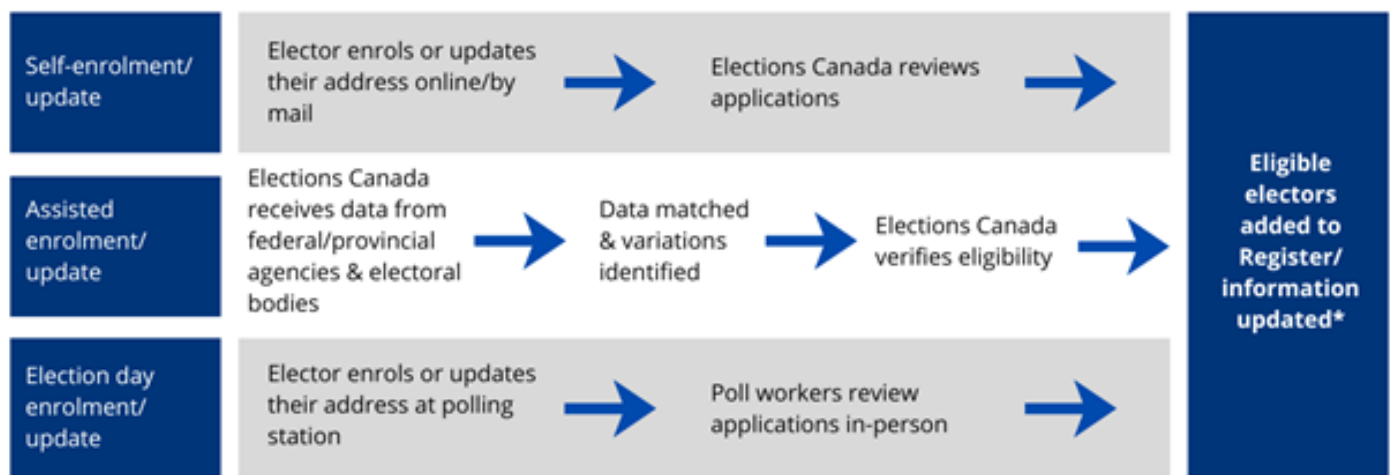 Self-enrolment/
update
Elector enrols or updates
their address online/by
mail
Elections Canada reviews
applications
Assisted
enrolment/
update
Elections Canada
receives data from
federal/provincial
agencies & electoral
bodies
Data matched
& variations
identified
Elections Canada
verifies eligibility
Election day
enrolment/
update
Elector enrols or updates
their address at polling
station
Poll workers review
applications in-person
Eligible
electors
added to
Register/
information
updated*